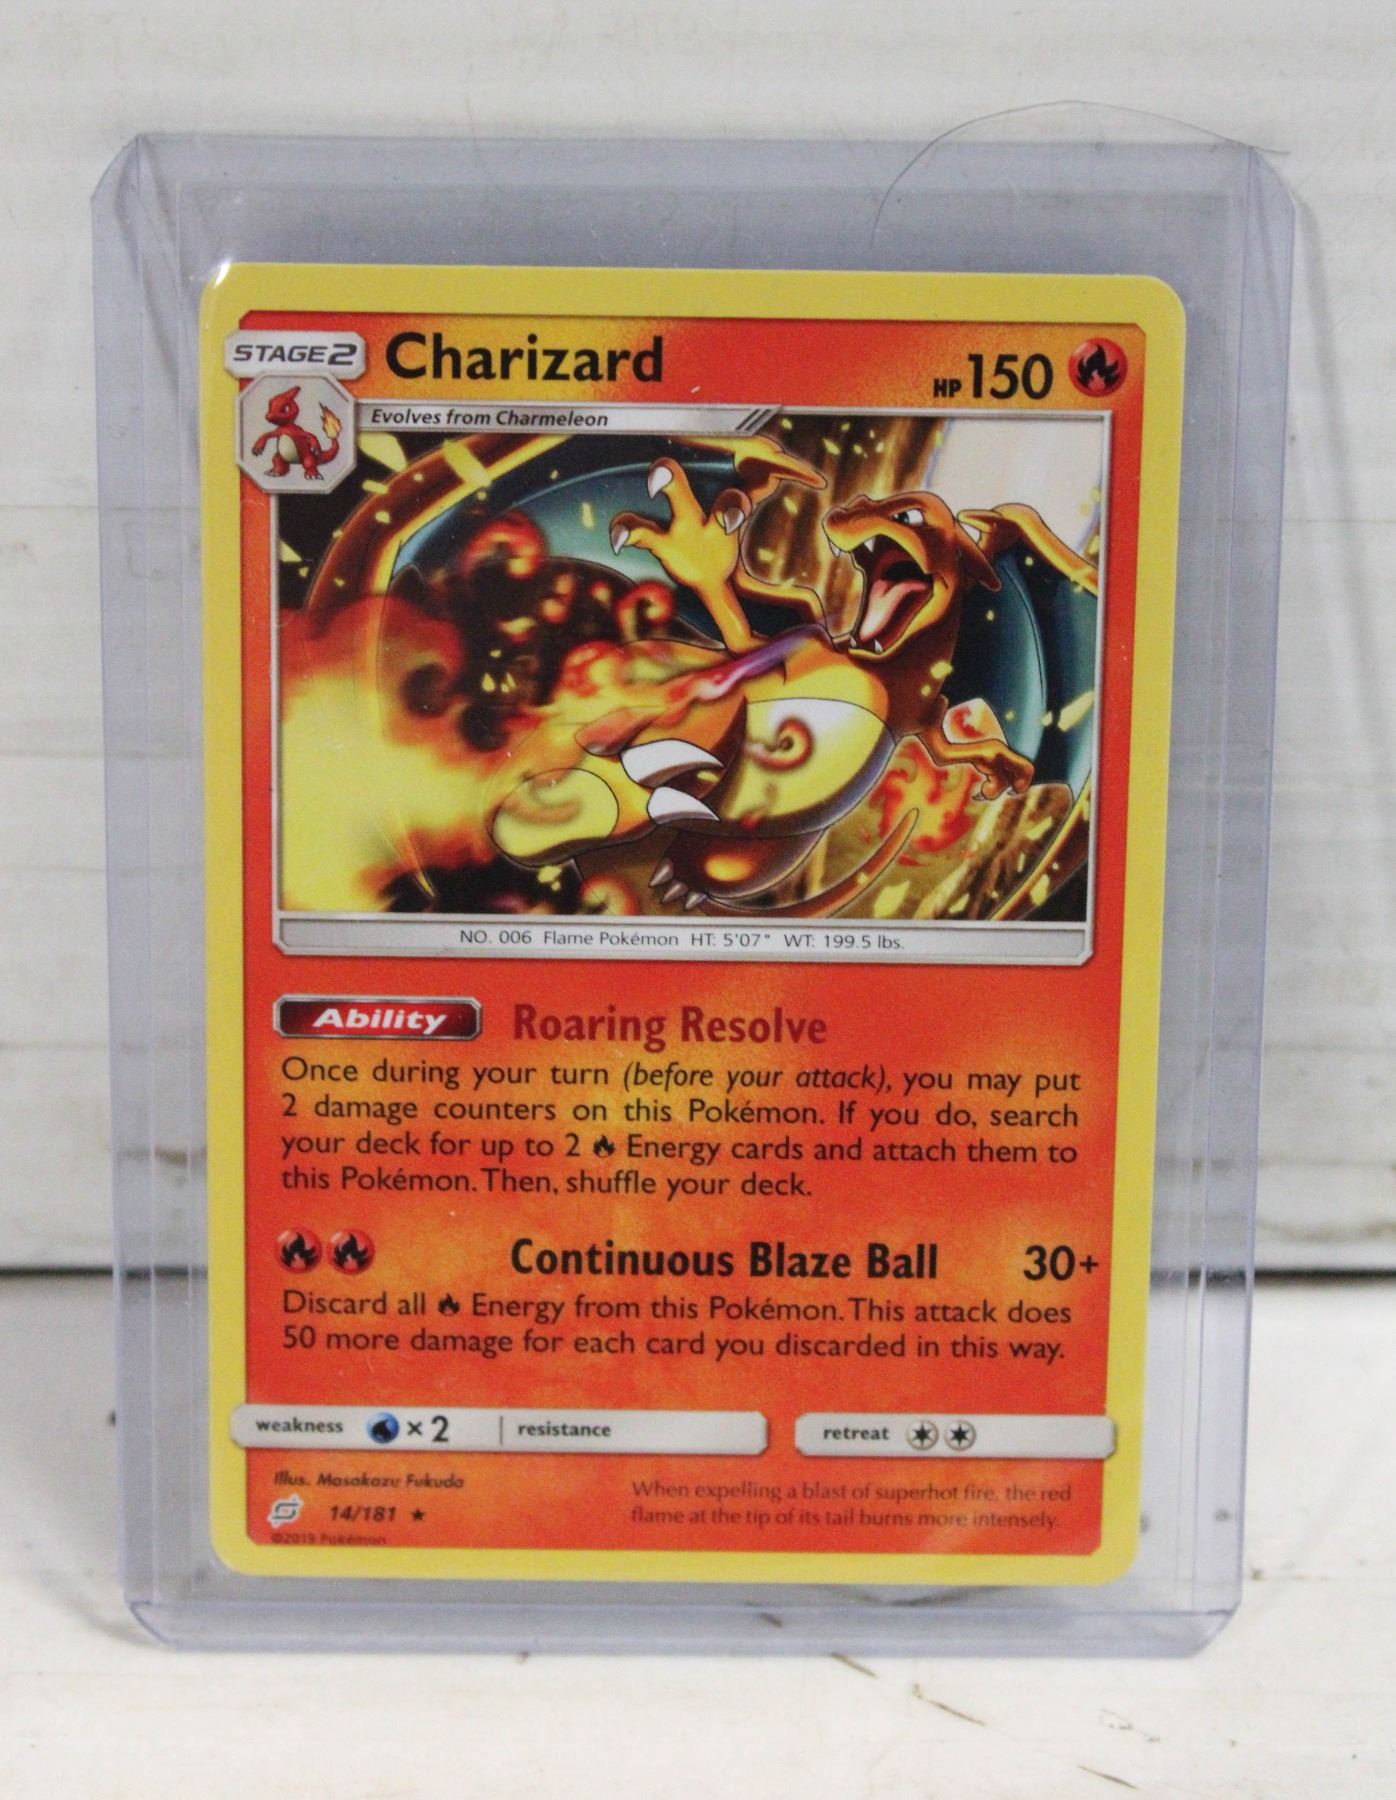 STAGE2 Charizard HP 150
Evolves from Charmeleon
NO. 006 Flame Pokémon HT: 5'07" WT: 199.5 lbs.
Ability Roaring Resolve
Once during your turn (before your attack), you may put
2 damage counters on this Pokémon. If you do, search
your deck for up to 2 Energy cards and attach them to
this Pokémon. Then, shuffle your deck.
Continuous Blaze Ball 30+
Discard all Energy from this Pokémon. This attack does
50 more damage for each card you discarded in this way.
weakness ×2 resistance retreat
Illus. Masakazu Fukuda
14/181 ★
©2019 Pokémon
When expelling a blast of superhot fire, the red
flame at the tip of its tail burns more intensely.